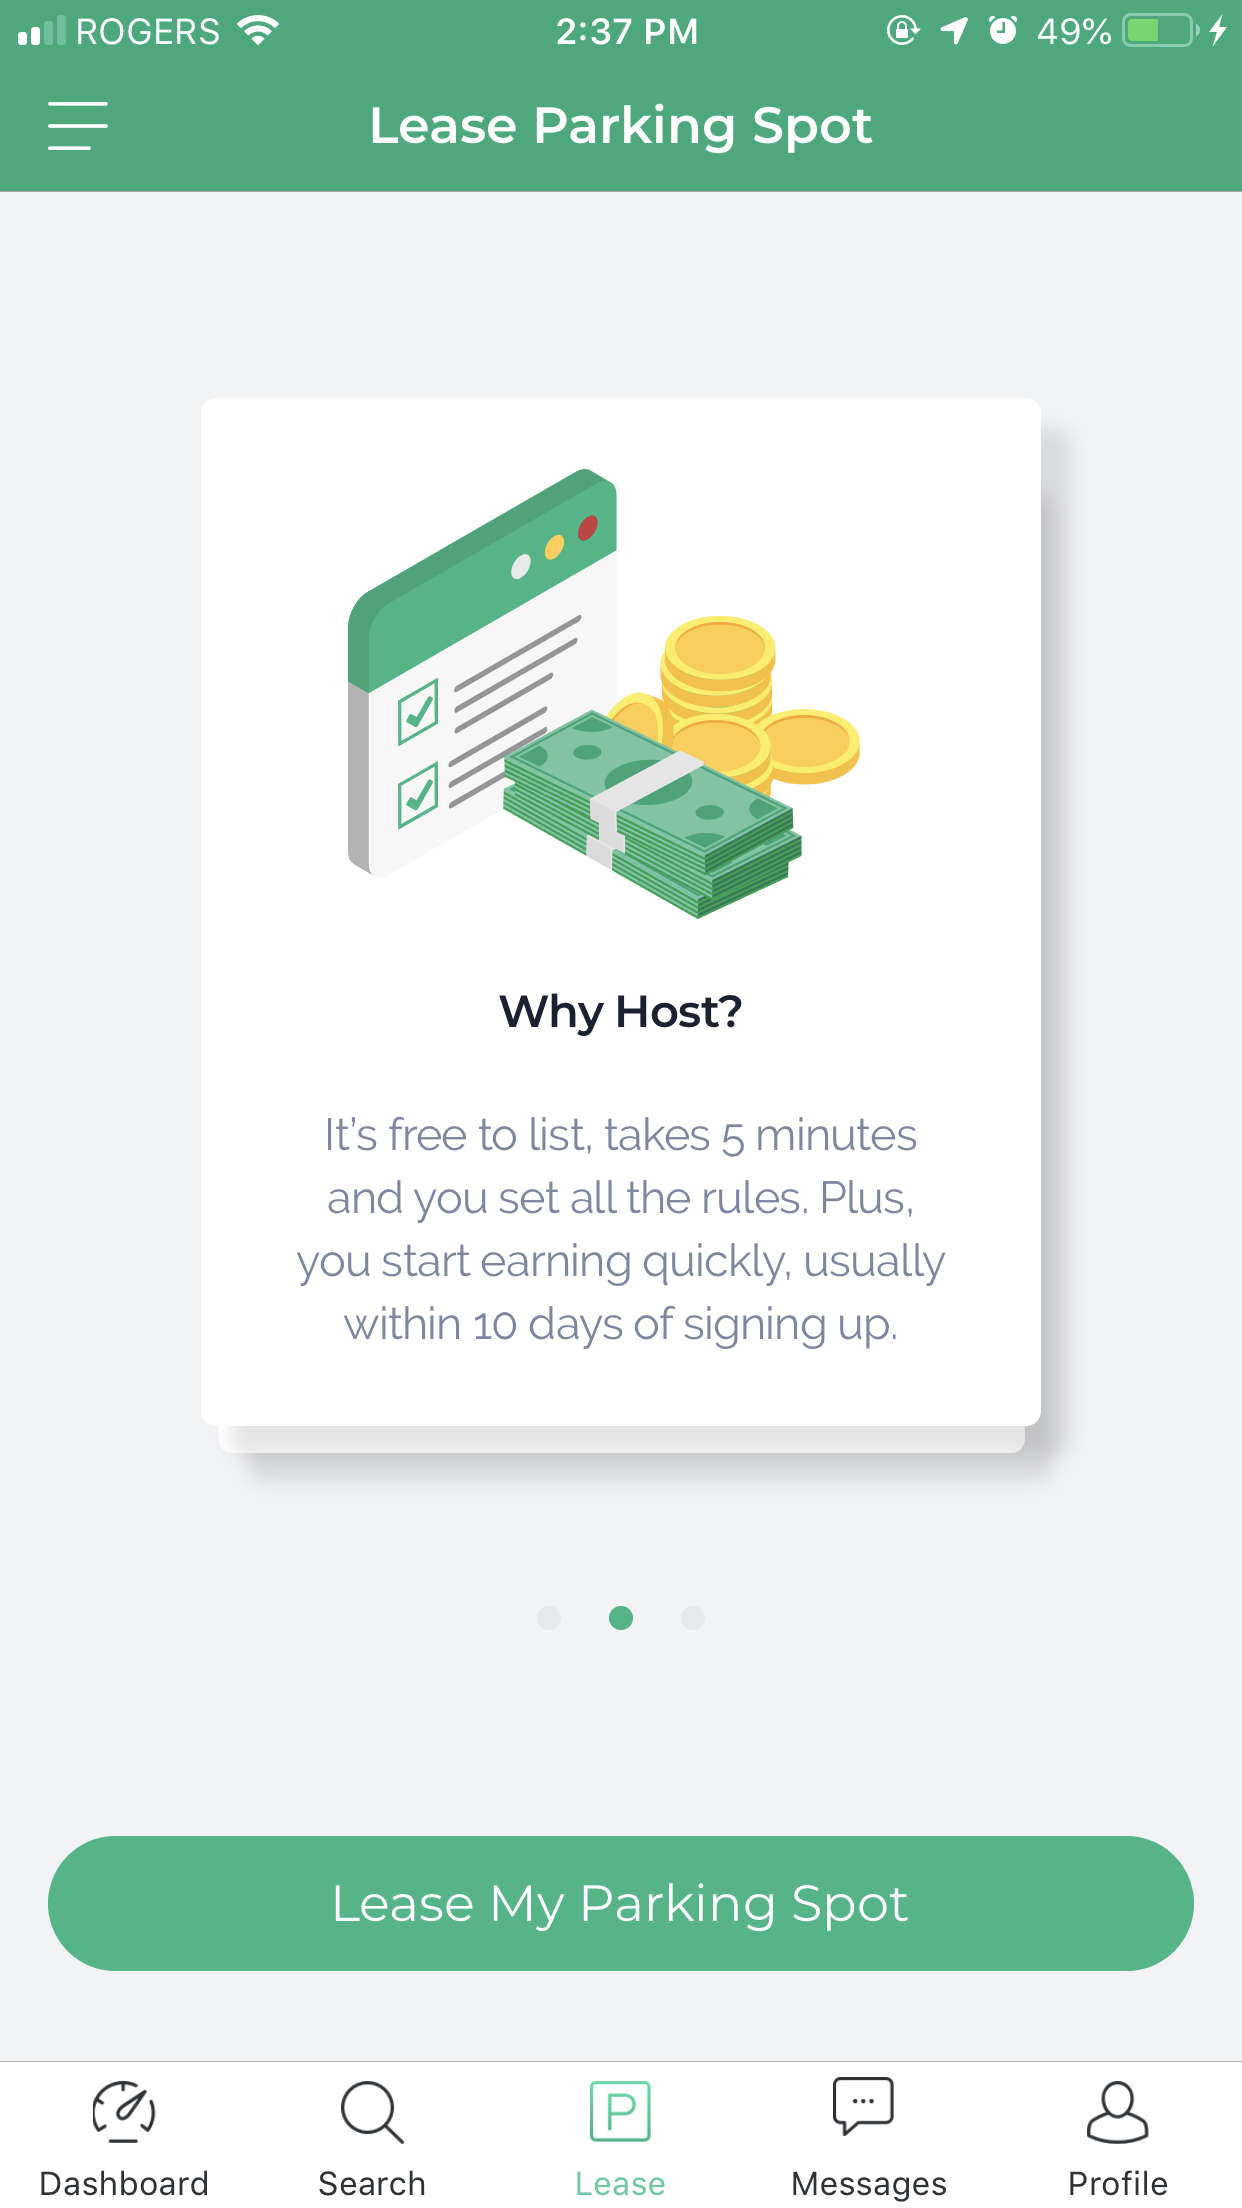 ROGERS 2:37 PM 49%
Lease Parking Spot
Why Host?
It's free to list, takes 5 minutes
and you set all the rules. Plus,
you start earning quickly, usually
within 10 days of signing up.
Lease My Parking Spot
P
Dashboard Search Lease Messages Profile